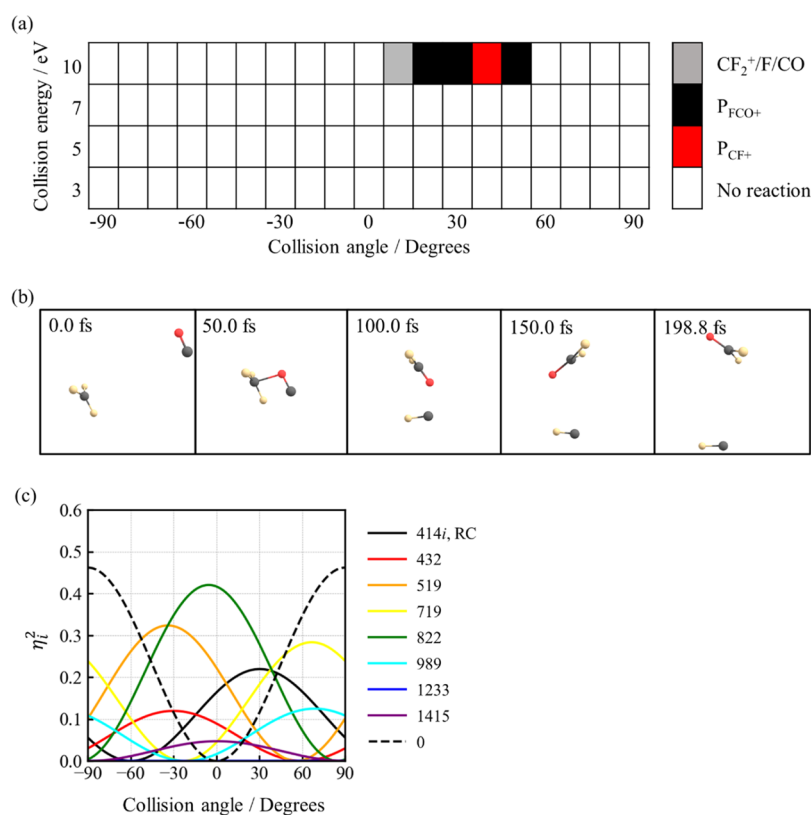 (a)
Collision energy / eV
10
7
5
3
-90 -60 -30 0 30 60 90
Collision angle / Degrees
CF₂⁺/F/CO
P_FCO+
P_CF+
No reaction
(b)
0.0 fs
50.0 fs
100.0 fs
150.0 fs
198.8 fs
(c)
η²ᵢ
0.6
0.5
0.4
0.3
0.2
0.1
0.0
−90 −60 −30 0 30 60 90
Collision angle / Degrees
414i, RC
432
519
719
822
989
1233
1415
0